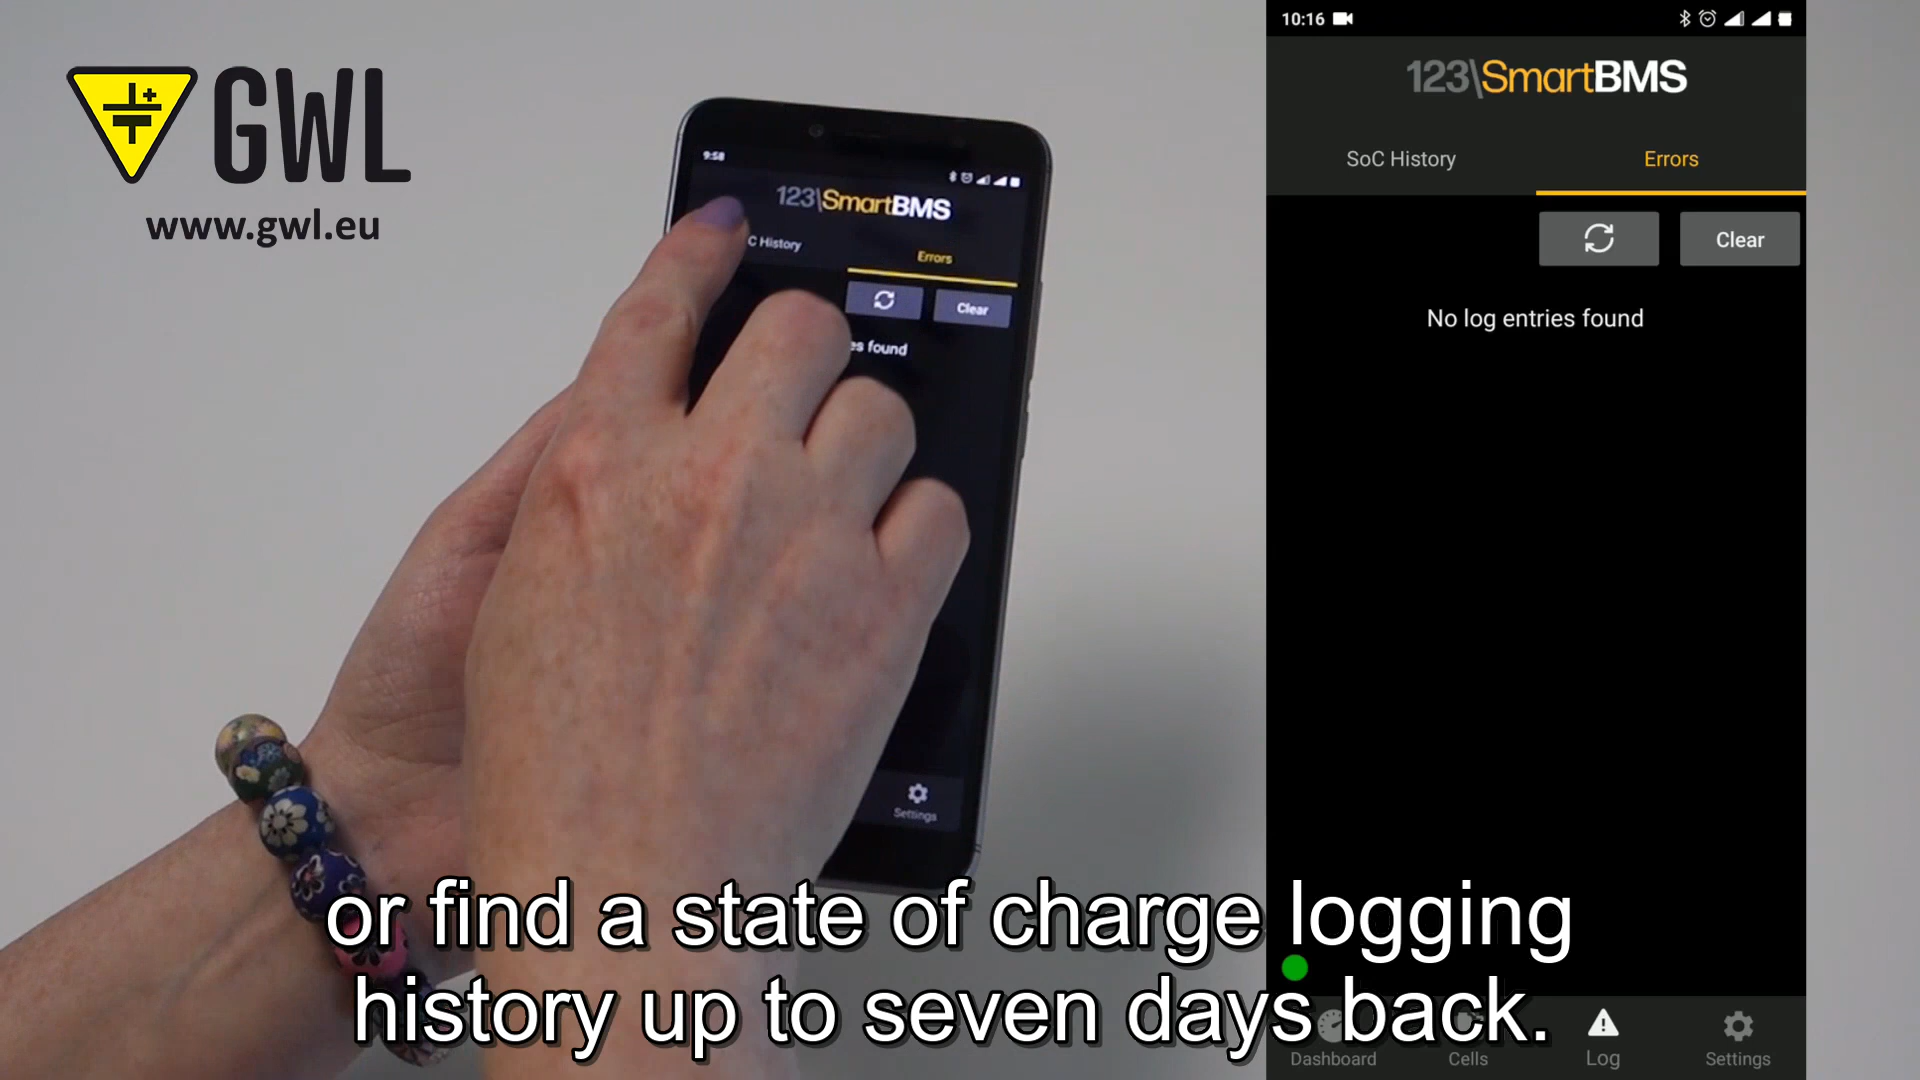 GWL
www.gwl.eu
9:58
123\SmartBMS
C History
Errors
Clear
es found
Settings
10:16
123\SmartBMS
SoC History
Errors
Clear
No log entries found
Dashboard
Cells
Log
Settings
or find a state of charge logging
history up to seven days back.